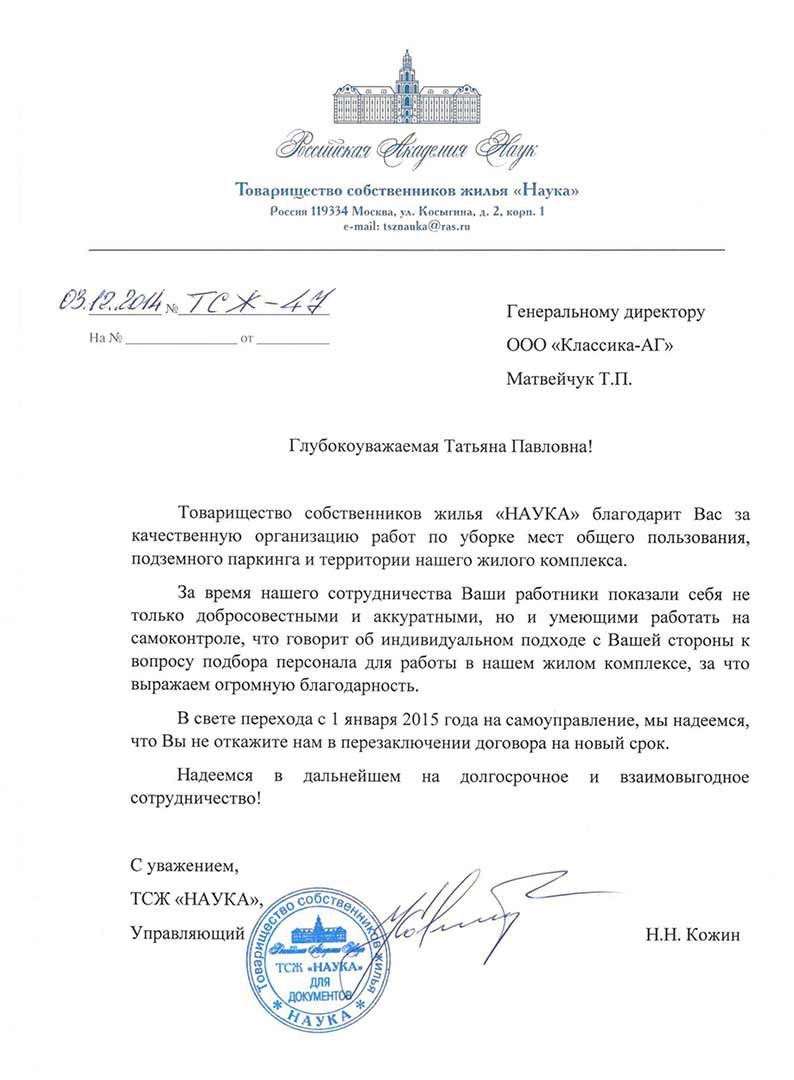 Российская Академия Наук
Товарищество собственников жилья «Наука»
Россия 119334 Москва, ул. Косыгина, д. 2, корп. 1
e-mail: tsznauka@ras.ru
03.12.2014 № ТСЖ-47
На № ________________ от __________
Генеральному директору
ООО «Классика-АГ»
Матвейчук Т.П.
Глубокоуважаемая Татьяна Павловна!
Товарищество собственников жилья «НАУКА» благодарит Вас за
качественную организацию работ по уборке мест общего пользования,
подземного паркинга и территории нашего жилого комплекса.
За время нашего сотрудничества Ваши работники показали себя не
только добросовестными и аккуратными, но и умеющими работать на
самоконтроле, что говорит об индивидуальном подходе с Вашей стороны к
вопросу подбора персонала для работы в нашем жилом комплексе, за что
выражаем огромную благодарность.
В свете перехода с 1 января 2015 года на самоуправление, мы надеемся,
что Вы не откажите нам в перезаключении договора на новый срок.
Надеемся в дальнейшем на долгосрочное и взаимовыгодное
сотрудничество!
С уважением,
ТСЖ «НАУКА»,
Управляющий
Н.Н. Кожин
Товарищество собственников жилья
Российская Академия Наук
ТСЖ «НАУКА»
ДЛЯ
ДОКУМЕНТОВ
* НАУКА *